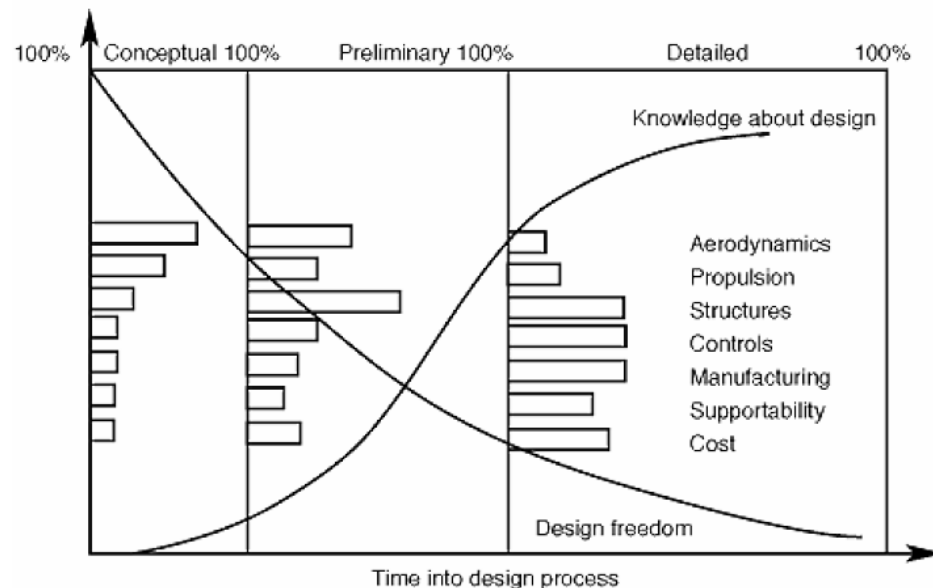 100% Conceptual 100% Preliminary 100% Detailed 100%
Knowledge about design
Aerodynamics
Propulsion
Structures
Controls
Manufacturing
Supportability
Cost
Design freedom
Time into design process